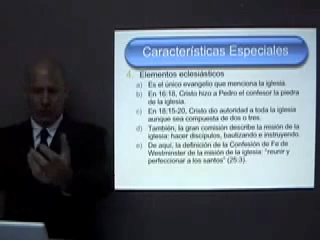 Características Especiales
4. Elementos eclesiásticos
a) Es el único evangelio que menciona la iglesia.
b) En 16:18, Cristo hizo a Pedro el confesor la piedra
de la iglesia.
c) En 18:15-20, Cristo dio autoridad a toda la iglesia
aunque sea compuesta de dos o tres.
d) También, la gran comisión describe la misión de la
iglesia: hacer discípulos, bautizando e instruyendo.
e) De aquí, la definición de la Confesión de Fe de
Westminster de la misión de la iglesia: "reunir y
perfeccionar a los santos" (25:3).